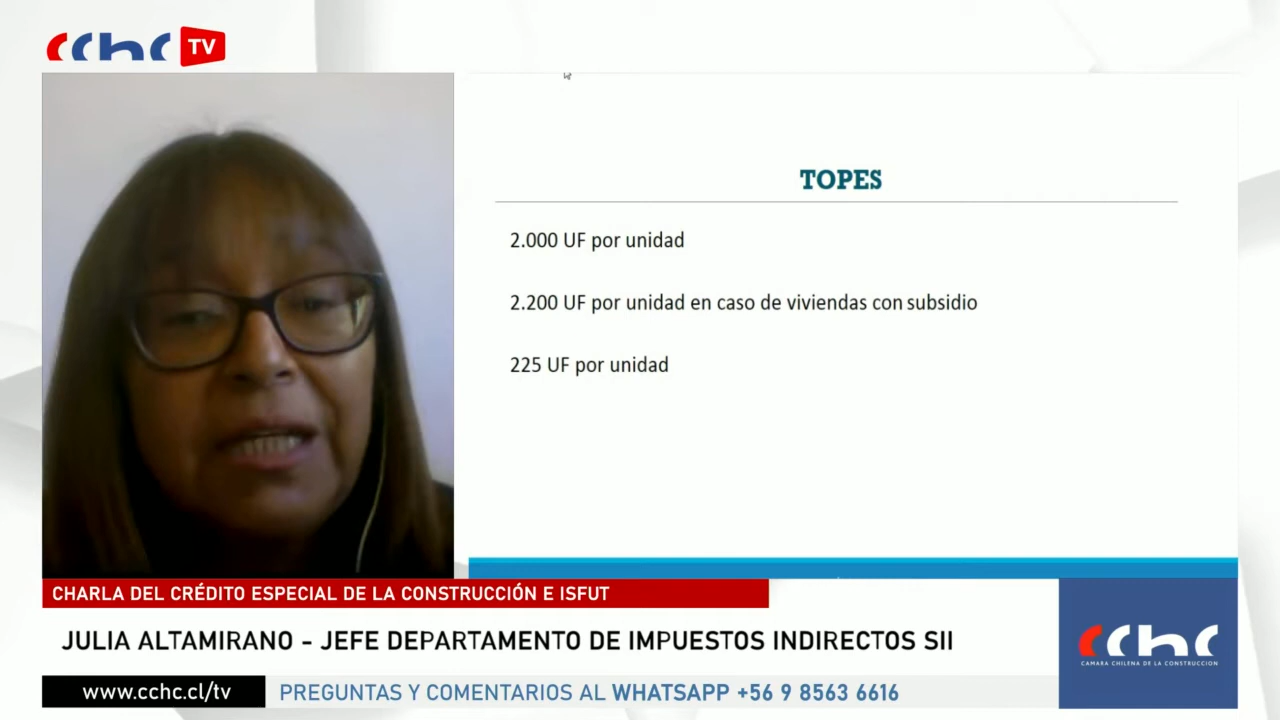 cchc TV
TOPES
2.000 UF por unidad
2.200 UF por unidad en caso de viviendas con subsidio
225 UF por unidad
CHARLA DEL CRÉDITO ESPECIAL DE LA CONSTRUCCIÓN E ISFUT
JULIA ALTAMIRANO – JEFE DEPARTAMENTO DE IMPUESTOS INDIRECTOS SII
cchc
CAMARA CHILENA DE LA CONSTRUCCION
www.cchc.cl/tv
PREGUNTAS Y COMENTARIOS AL WHATSAPP +56 9 8563 6616